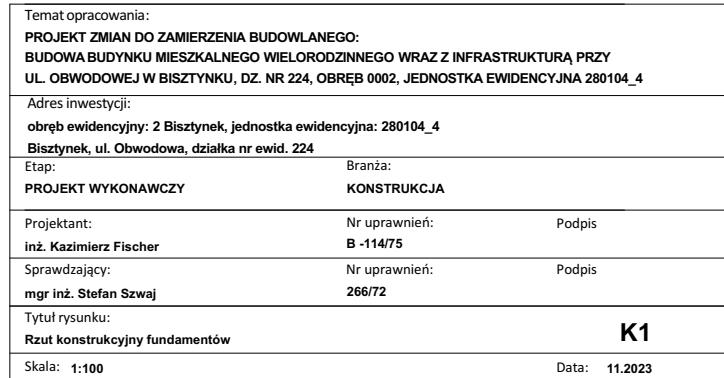 Temat opracowania:
PROJEKT ZMIAN DO ZAMIERZENIA BUDOWLANEGO:
BUDOWA BUDYNKU MIESZKALNEGO WIELORODZINNEGO WRAZ Z INFRASTRUKTURĄ PRZY
UL. OBWODOWEJ W BISZTYNKU, DZ. NR 224, OBRĘB 0002, JEDNOSTKA EWIDENCYJNA 280104_4
Adres inwestycji:
obręb ewidencyjny: 2 Bisztynek, jednostka ewidencyjna: 280104_4
Bisztynek, ul. Obwodowa, działka nr ewid. 224
Etap: Branża:
PROJEKT WYKONAWCZY KONSTRUKCJA
Projektant: Nr uprawnień: Podpis
inż. Kazimierz Fischer B -114/75
Sprawdzający: Nr uprawnień: Podpis
mgr inż. Stefan Szwaj 266/72
Tytuł rysunku:
Rzut konstrukcyjny fundamentów K1
Skala: 1:100 Data: 11.2023